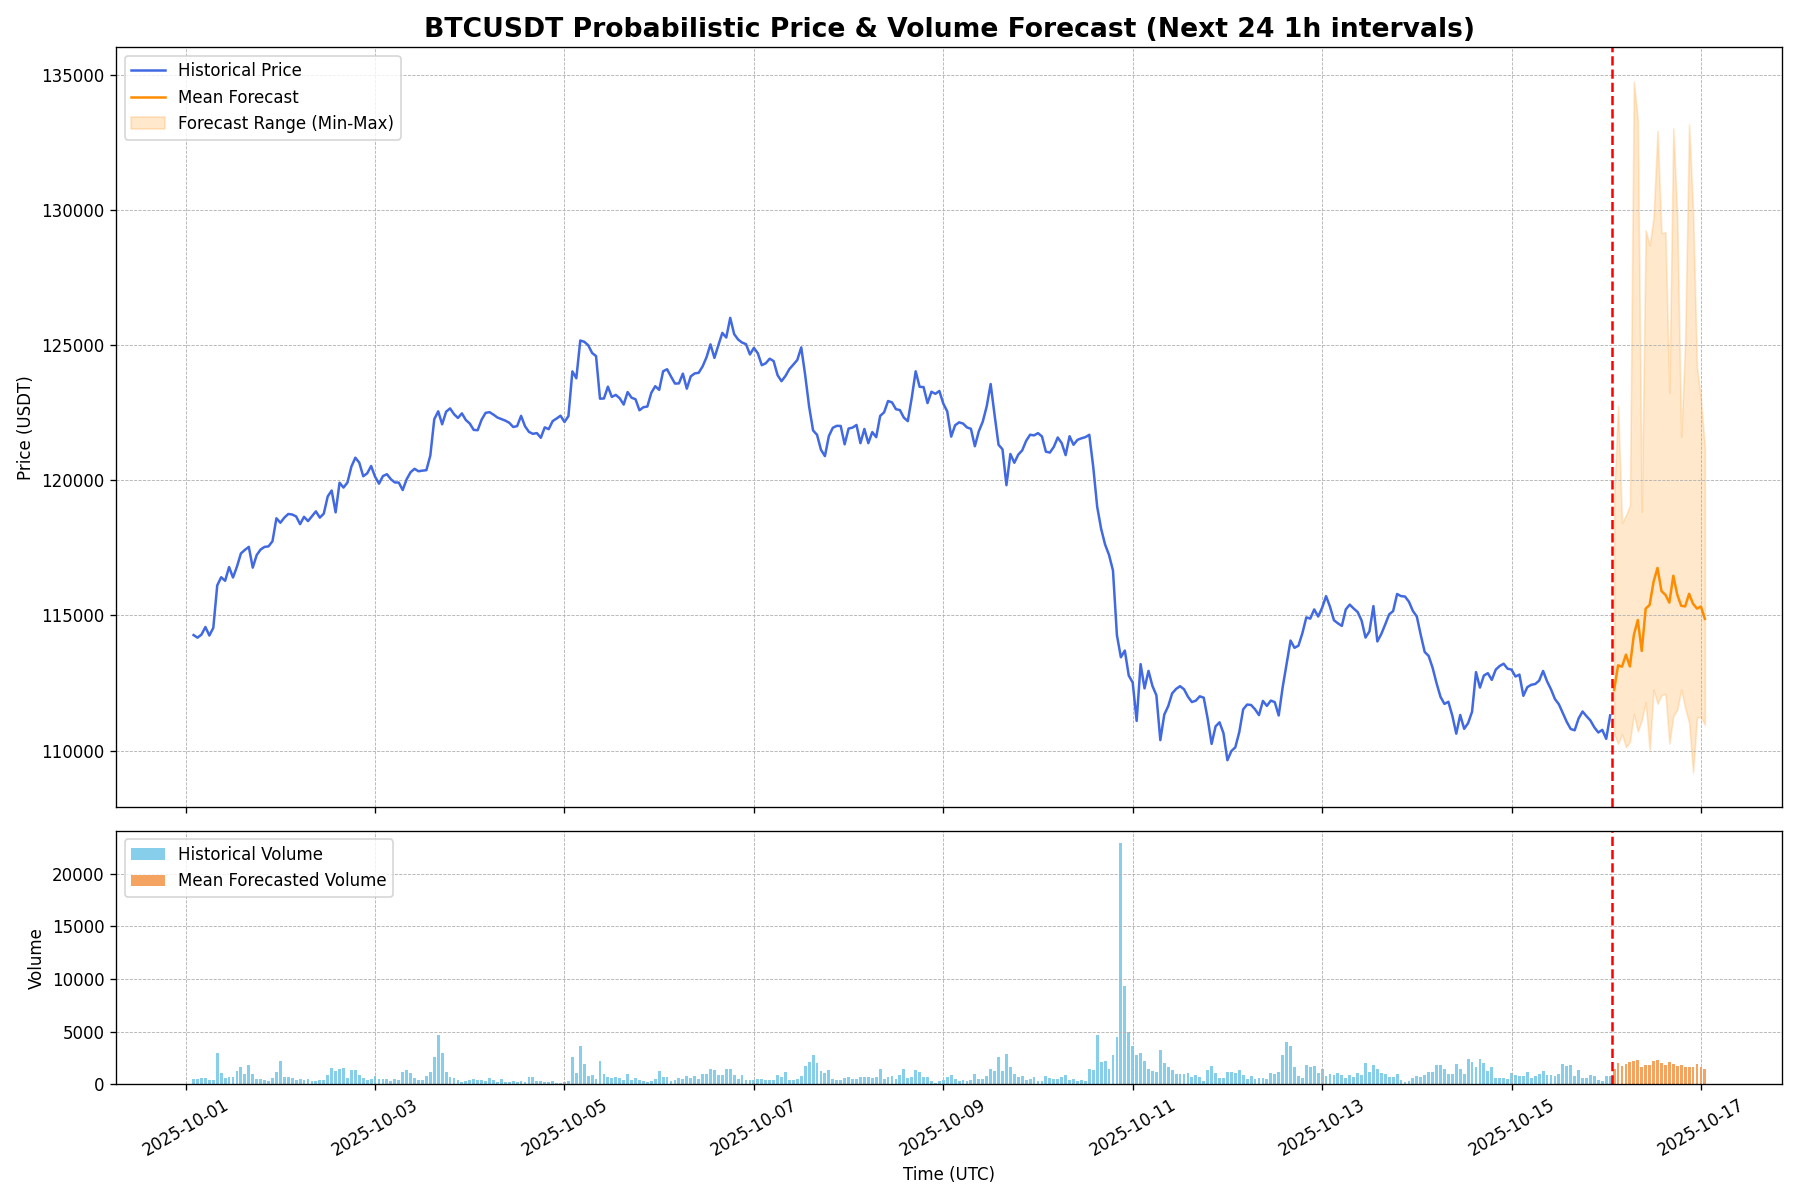 BTCUSDT Probabilistic Price & Volume Forecast (Next 24 1h intervals)
Historical Price
Mean Forecast
Forecast Range (Min-Max)
Price (USDT)
135000
130000
125000
120000
115000
110000
Historical Volume
Mean Forecasted Volume
Volume
20000
15000
10000
5000
0
2025-10-01
2025-10-03
2025-10-05
2025-10-07
2025-10-09
2025-10-11
2025-10-13
2025-10-15
2025-10-17
Time (UTC)